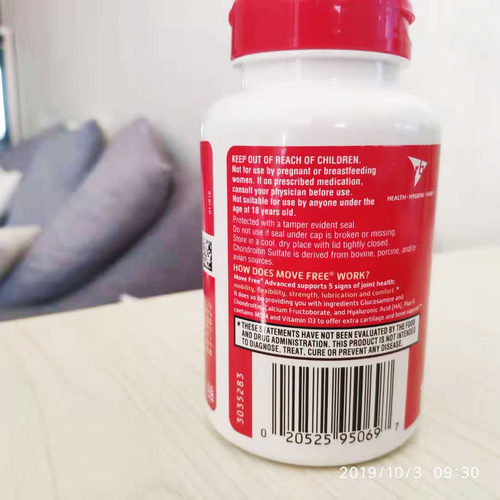 KEEP OUT OF REACH OF CHILDREN.
Not for use by pregnant or breastfeeding
women. If on prescribed medication,
consult your physician before use.
Not suitable for use by anyone under the
age of 18 years old.
Protected with a tamper evident seal.
Do not use if seal under cap is broken or missing.
Store in a cool, dry place with lid tightly closed.
Chondroitin Sulfate is derived from bovine, porcine, and/or
avian sources.
HOW DOES MOVE FREE® WORK?
Move Free® Advanced supports 5 signs of joint health:
mobility, flexibility, strength, lubrication and comfort. *
It does so by providing you with ingredients Glucosamine and
Chondroitin, Calcium Fructoborate, and Hyaluronic Acid (HA), Plus it
contains MSM and Vitamin D3 to offer extra cartilage and bone support.*
* THESE STATEMENTS HAVE NOT BEEN EVALUATED BY THE FOOD
AND DRUG ADMINISTRATION. THIS PRODUCT IS NOT INTENDED
TO DIAGNOSE, TREAT, CURE OR PREVENT ANY DISEASE.
3035283
0 20525 95069 7
HEALTH • HYGIENE •
2019/10/3 09:30